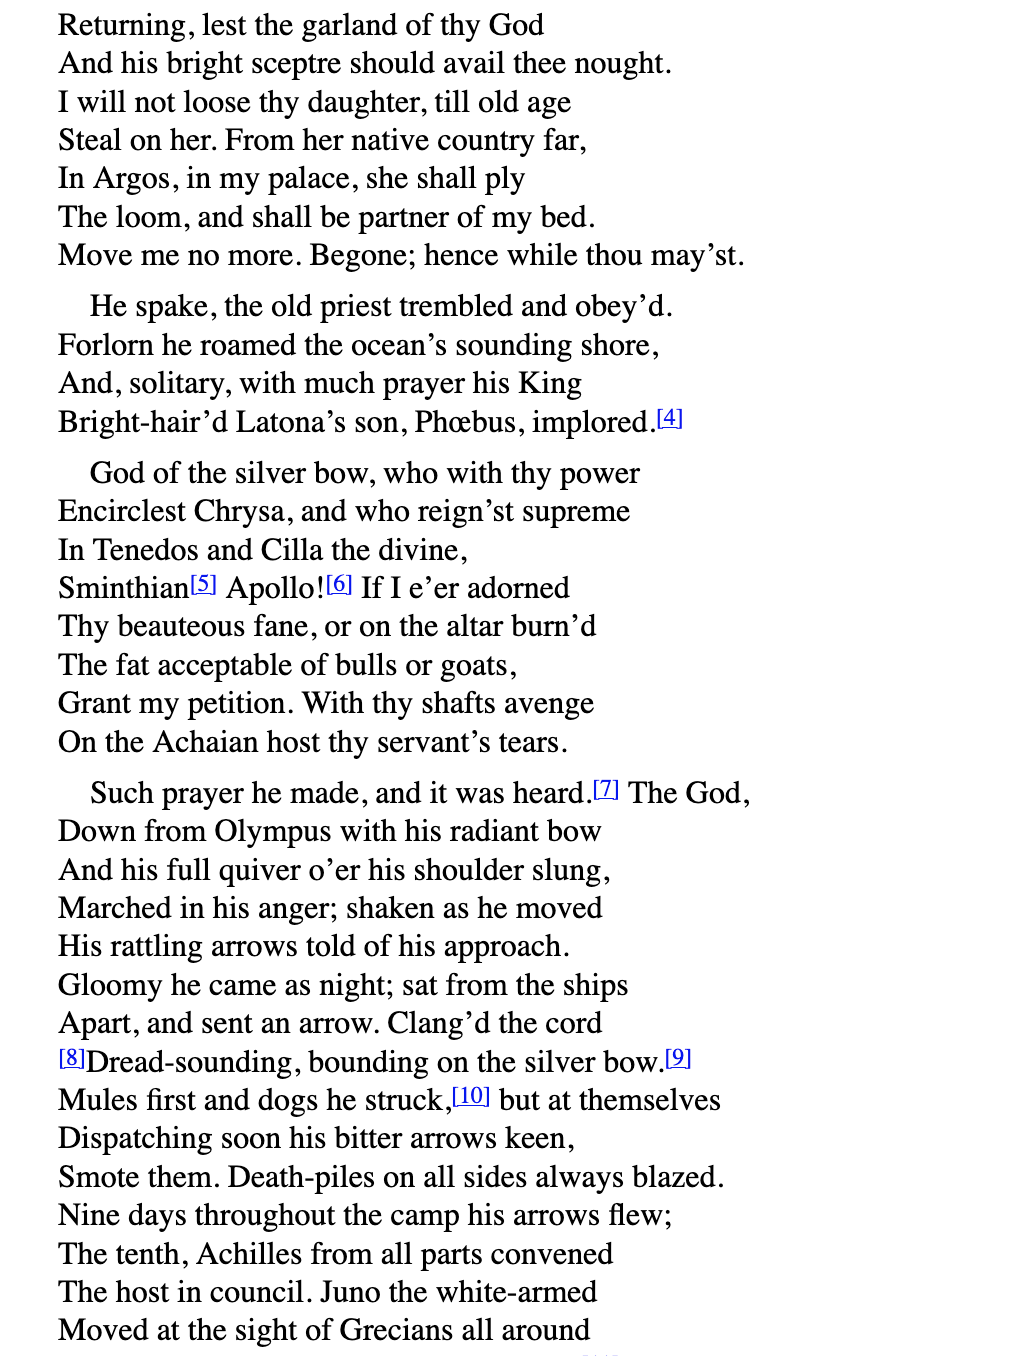 Returning, lest the garland of thy God
And his bright sceptre should avail thee nought.
I will not loose thy daughter, till old age
Steal on her. From her native country far,
In Argos, in my palace, she shall ply
The loom, and shall be partner of my bed.
Move me no more. Begone; hence while thou may’st.
He spake, the old priest trembled and obey’d.
Forlorn he roamed the ocean’s sounding shore,
And, solitary, with much prayer his King
Bright-hair’d Latona’s son, Phœbus, implored.[4]
God of the silver bow, who with thy power
Encirclest Chrysa, and who reign’st supreme
In Tenedos and Cilla the divine,
Sminthian[5] Apollo![6] If I e’er adorned
Thy beauteous fane, or on the altar burn’d
The fat acceptable of bulls or goats,
Grant my petition. With thy shafts avenge
On the Achaian host thy servant’s tears.
Such prayer he made, and it was heard.[7] The God,
Down from Olympus with his radiant bow
And his full quiver o’er his shoulder slung,
Marched in his anger; shaken as he moved
His rattling arrows told of his approach.
Gloomy he came as night; sat from the ships
Apart, and sent an arrow. Clang’d the cord
[8]Dread-sounding, bounding on the silver bow.[9]
Mules first and dogs he struck,[10] but at themselves
Dispatching soon his bitter arrows keen,
Smote them. Death-piles on all sides always blazed.
Nine days throughout the camp his arrows flew;
The tenth, Achilles from all parts convened
The host in council. Juno the white-armed
Moved at the sight of Grecians all around